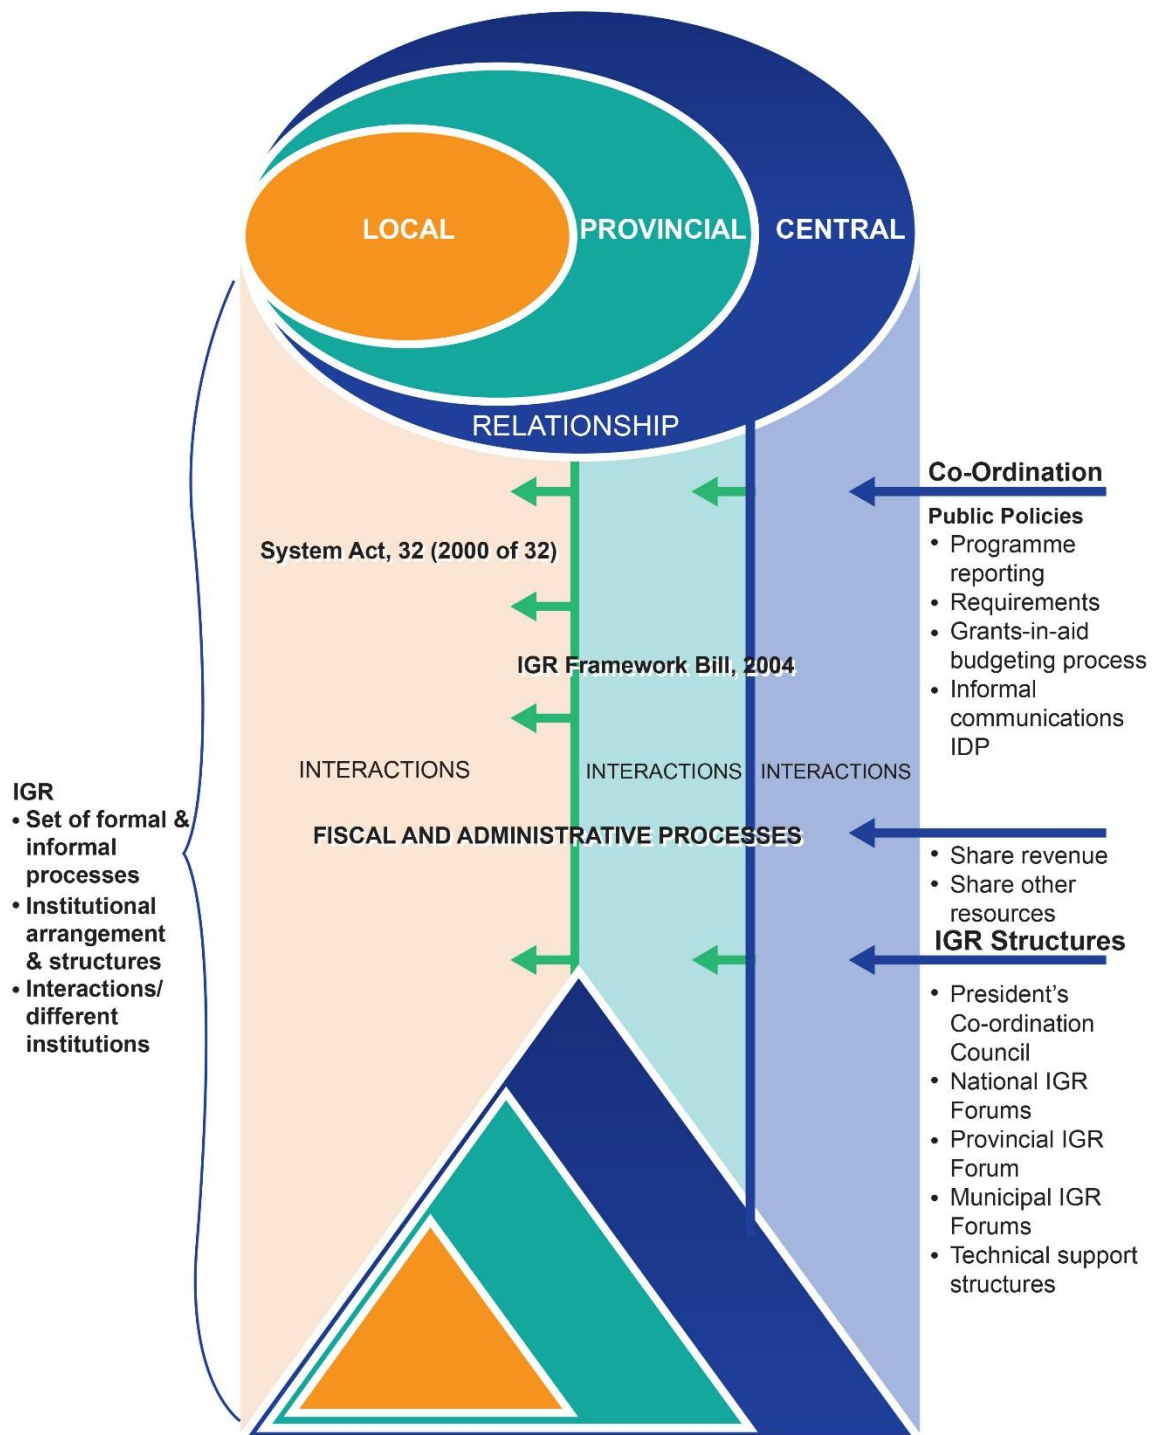 LOCAL
PROVINCIAL
CENTRAL
RELATIONSHIP
Co-Ordination
Public Policies
• Programme
reporting
• Requirements
• Grants-in-aid
budgeting process
• Informal
communications
IDP
System Act, 32 (2000 of 32)
IGR Framework Bill, 2004
INTERACTIONS
INTERACTIONS
INTERACTIONS
IGR
• Set of formal &
informal
processes
• Institutional
arrangement
& structures
• Interactions/
different
institutions
FISCAL AND ADMINISTRATIVE PROCESSES
• Share revenue
• Share other
resources
IGR Structures
• President's
Co-ordination
Council
• National IGR
Forums
• Provincial IGR
Forum
• Municipal IGR
Forums
• Technical support
structures